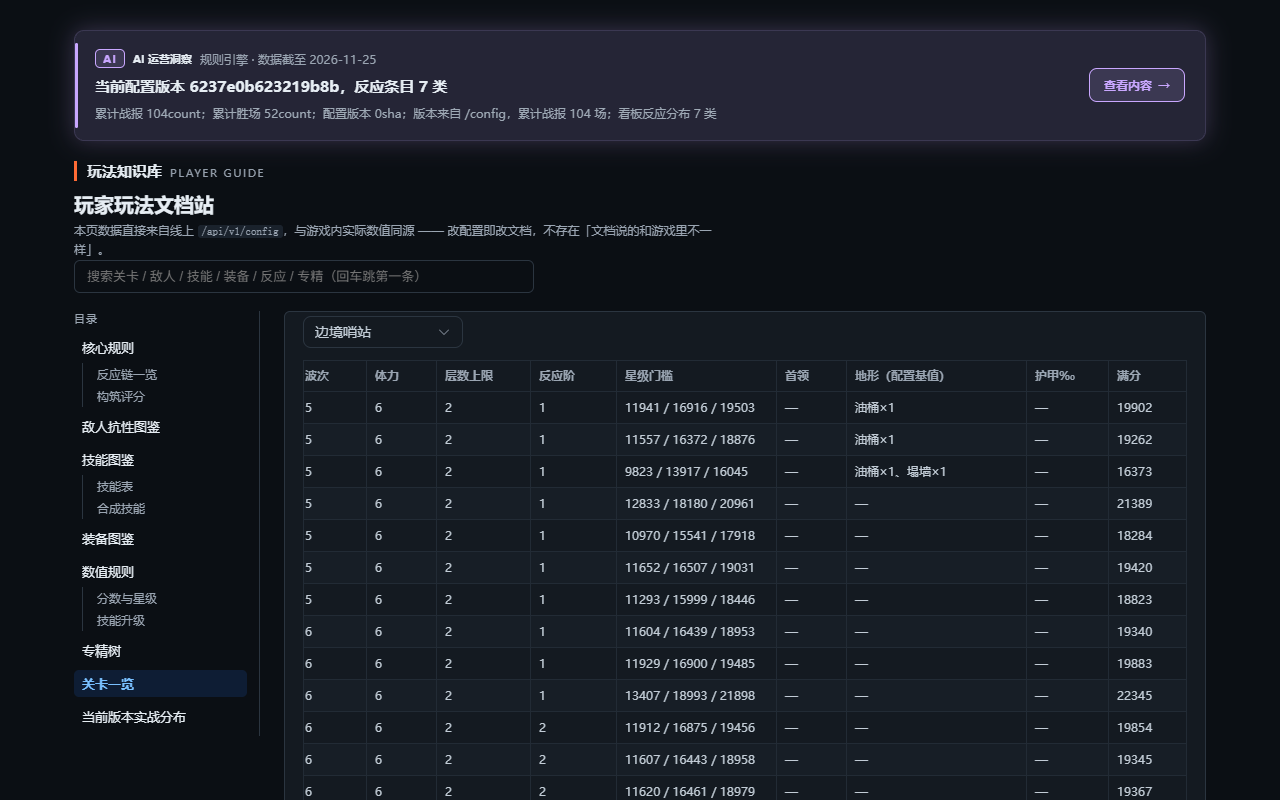 AI AI 运营洞察 规则引擎 · 数据截至 2026-11-25
当前配置版本 6237e0b623219b8b，反应条目 7 类
累计战报 104count；累计胜场 52count；配置版本 0sha；版本来自 /config，累计战报 104 场；看板反应分布 7 类
查看内容 →
玩法知识库 PLAYER GUIDE
玩家玩法文档站
本页数据直接来自线上 /api/v1/config，与游戏内实际数值同源 —— 改配置即改文档，不存在「文档说的和游戏里不一
样」。
搜索关卡 / 敌人 / 技能 / 装备 / 反应 / 专精（回车跳第一条）
目录
核心规则
反应链一览
构筑评分
敌人抗性图鉴
技能图鉴
技能表
合成技能
装备图鉴
数值规则
分数与星级
技能升级
专精树
关卡一览
当前版本实战分布
边境哨站
波次 体力 层数上限 反应阶 星级门槛 首领 地形（配置基值） 护甲‰ 满分
5 6 2 1 11941 / 16916 / 19503 — 油桶×1 — 19902
5 6 2 1 11557 / 16372 / 18876 — 油桶×1 — 19262
5 6 2 1 9823 / 13917 / 16045 — 油桶×1、塌墙×1 — 16373
5 6 2 1 12833 / 18180 / 20961 — — — 21389
5 6 2 1 10970 / 15541 / 17918 — — — 18284
5 6 2 1 11652 / 16507 / 19031 — — — 19420
5 6 2 1 11293 / 15999 / 18446 — — — 18823
6 6 2 1 11604 / 16439 / 18953 — — — 19340
6 6 2 1 11929 / 16900 / 19485 — — — 19883
6 6 2 1 13407 / 18993 / 21898 — — — 22345
6 6 2 2 11912 / 16875 / 19456 — — — 19854
6 6 2 2 11607 / 16443 / 18958 — — — 19345
6 6 2 2 11620 / 16461 / 18979 — — — 19367